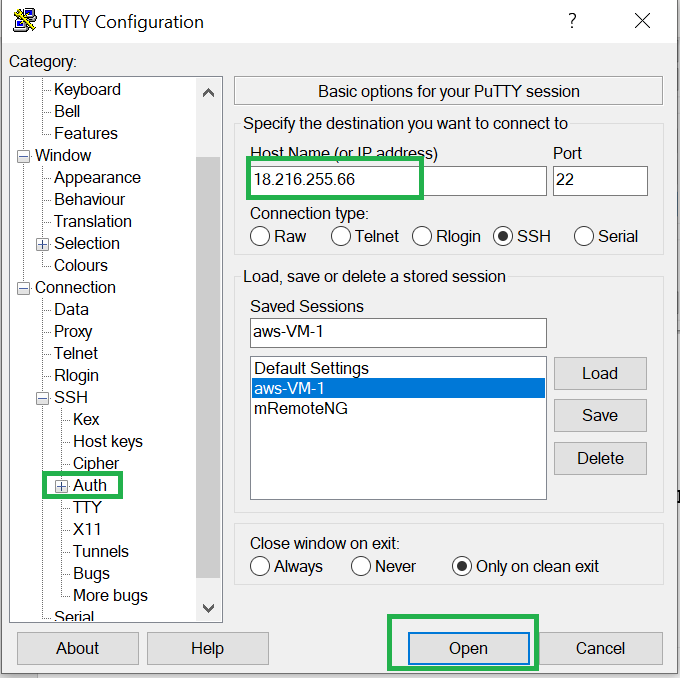 PuTTY Configuration
?
Category:
Keyboard
Bell
Features
Window
Appearance
Behaviour
Translation
Selection
Colours
Connection
Data
Proxy
Telnet
Rlogin
SSH
Kex
Host keys
Cipher
Auth
TTY
X11
Tunnels
Bugs
More bugs
Serial
Basic options for your PuTTY session
Specify the destination you want to connect to
Host Name (or IP address) Port
18.216.255.66 22
Connection type:
Raw Telnet Rlogin SSH Serial
Load, save or delete a stored session
Saved Sessions
aws-VM-1
Default Settings
aws-VM-1
mRemoteNG
Load
Save
Delete
Close window on exit:
Always Never Only on clean exit
About Help Open Cancel